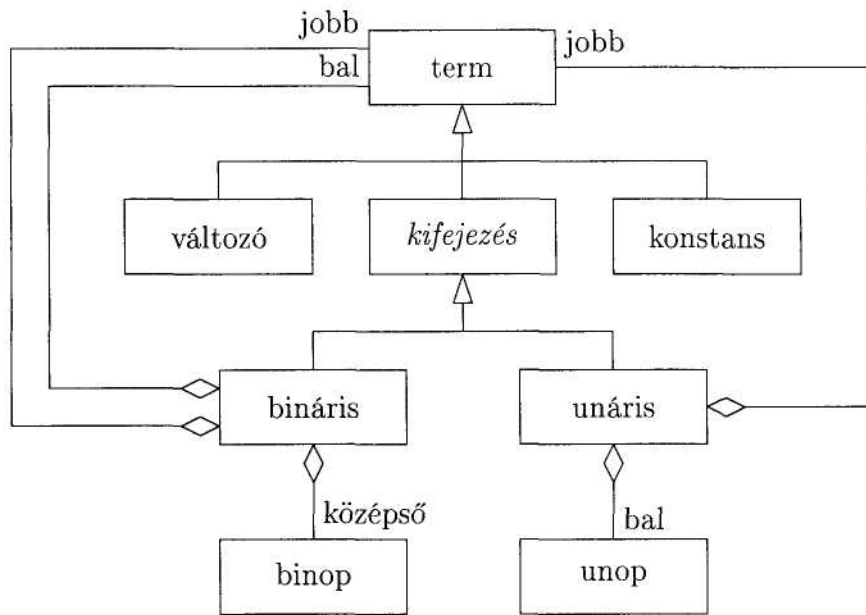 jobb
jobb
bal
term
változó
kifejezés
konstans
bináris
unáris
középső
bal
binop
unop